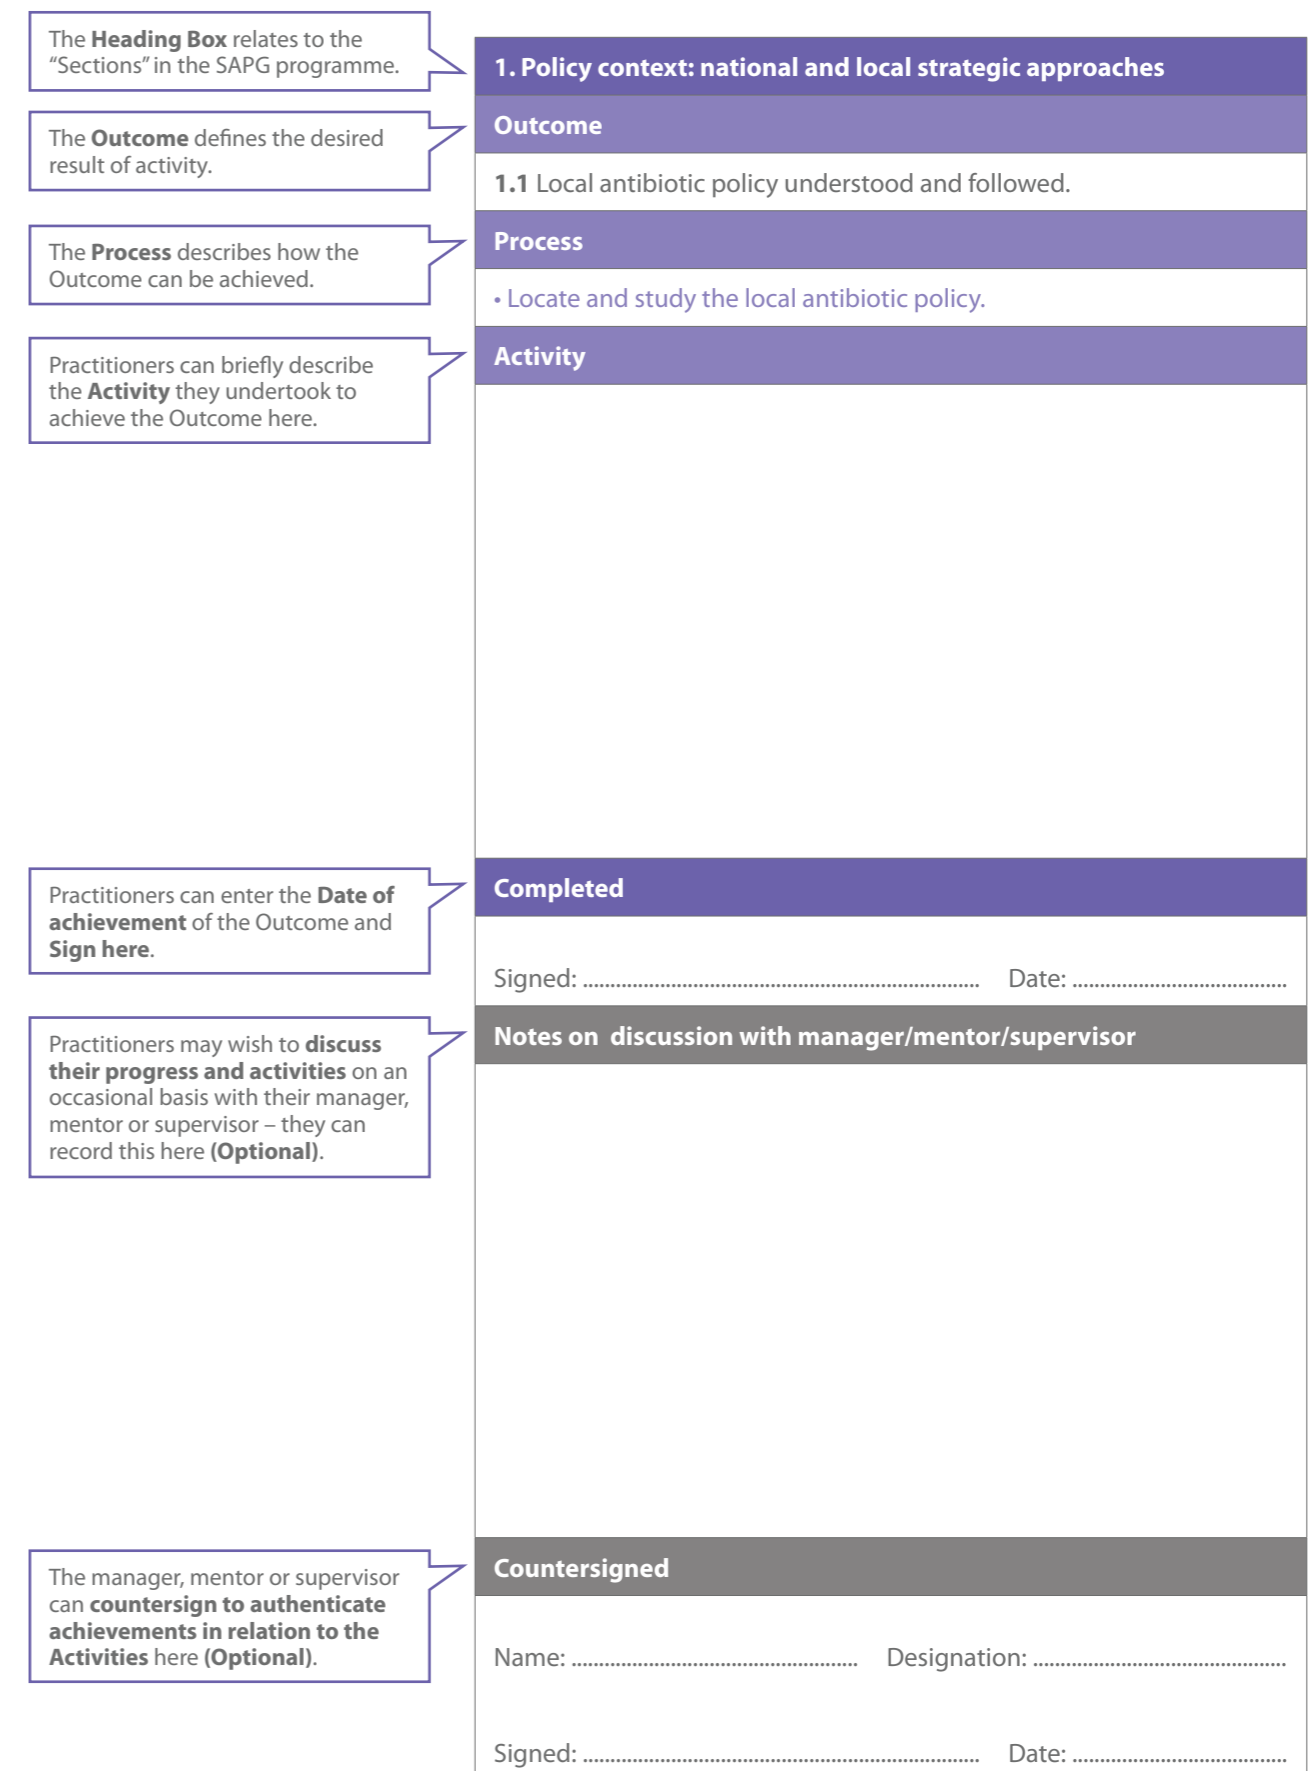 The Heading Box relates to the
“Sections” in the SAPG programme.
1. Policy context: national and local strategic approaches
The Outcome defines the desired
result of activity.
Outcome
1.1 Local antibiotic policy understood and followed.
The Process describes how the
Outcome can be achieved.
Process
• Locate and study the local antibiotic policy.
Practitioners can briefly describe
the Activity they undertook to
achieve the Outcome here.
Activity
Practitioners can enter the Date of
achievement of the Outcome and
Sign here.
Completed
Signed: ........................................................................ Date: .......................................
Practitioners may wish to discuss
their progress and activities on an
occasional basis with their manager,
mentor or supervisor – they can
record this here (Optional).
Notes on  discussion with manager/mentor/supervisor
The manager, mentor or supervisor
can countersign to authenticate
achievements in relation to the
Activities here (Optional).
Countersigned
Name: .................................................... Designation: ..............................................
Signed: ........................................................................ Date: .......................................